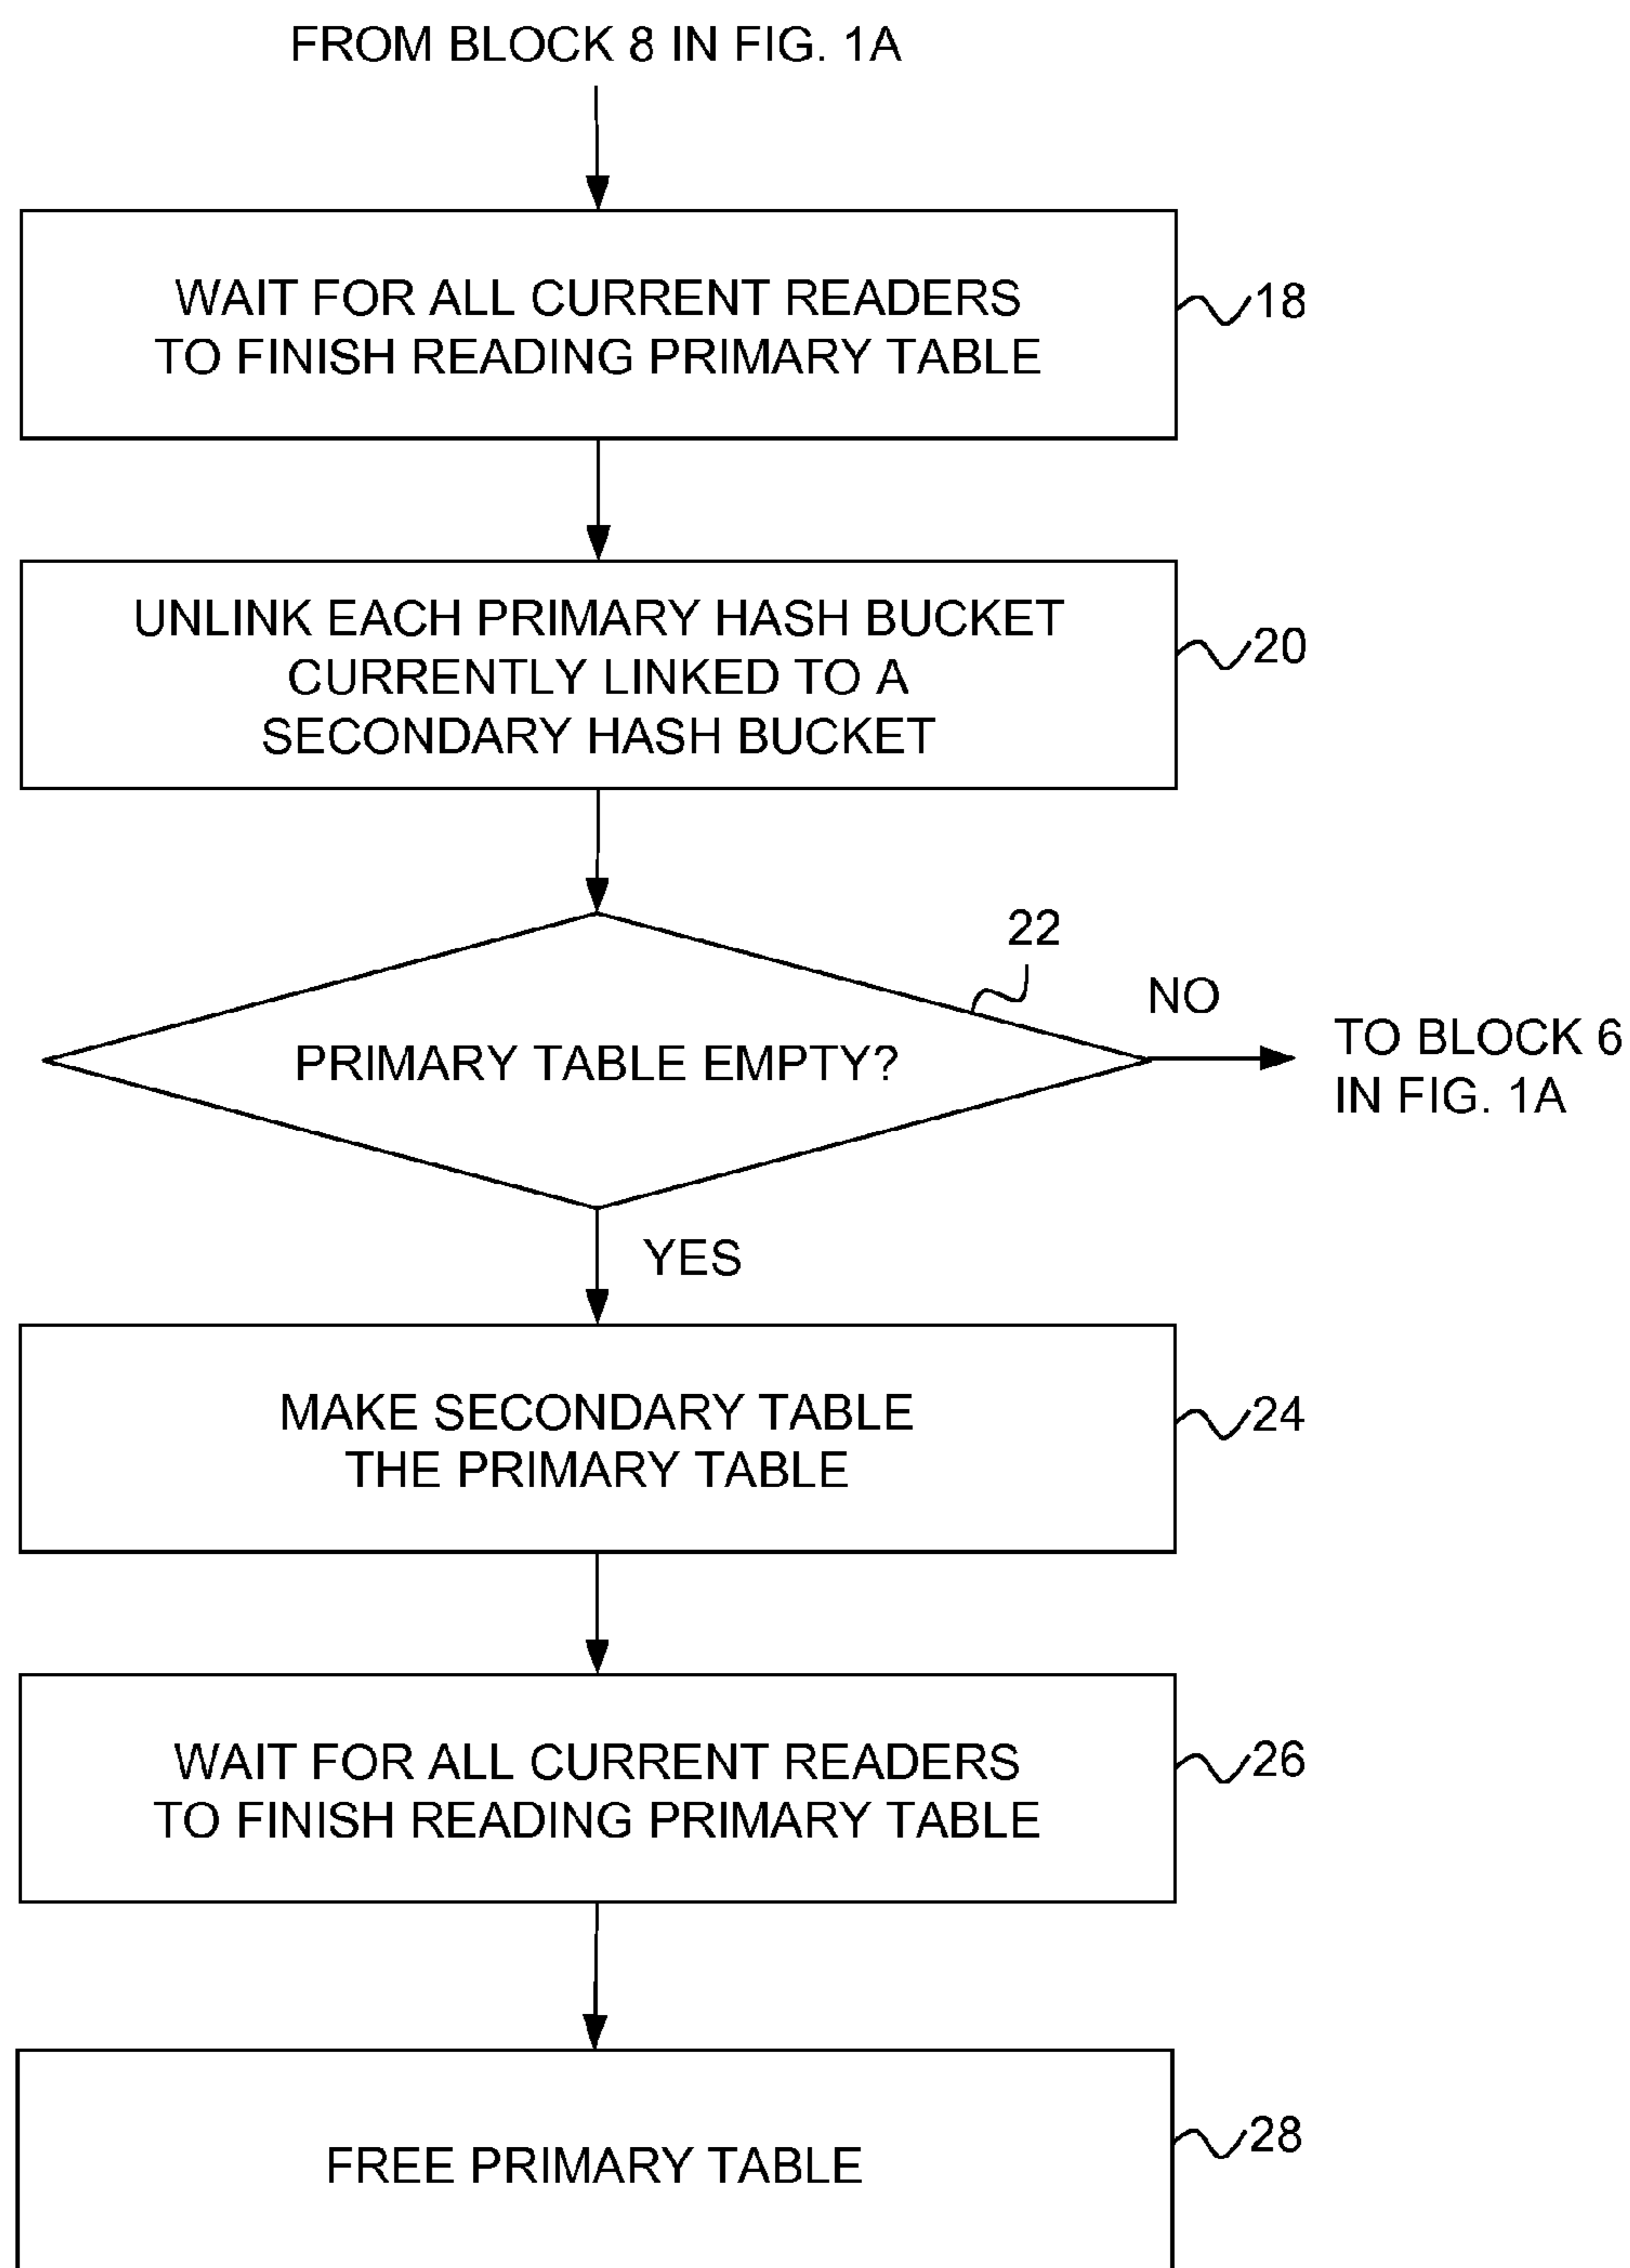 FROM BLOCK 8 IN FIG. 1A
WAIT FOR ALL CURRENT READERS
TO FINISH READING PRIMARY TABLE
18
UNLINK EACH PRIMARY HASH BUCKET
CURRENTLY LINKED TO A
SECONDARY HASH BUCKET
20
22
NO
PRIMARY TABLE EMPTY?
TO BLOCK 6
IN FIG. 1A
YES
MAKE SECONDARY TABLE
THE PRIMARY TABLE
24
WAIT FOR ALL CURRENT READERS
TO FINISH READING PRIMARY TABLE
26
FREE PRIMARY TABLE
28